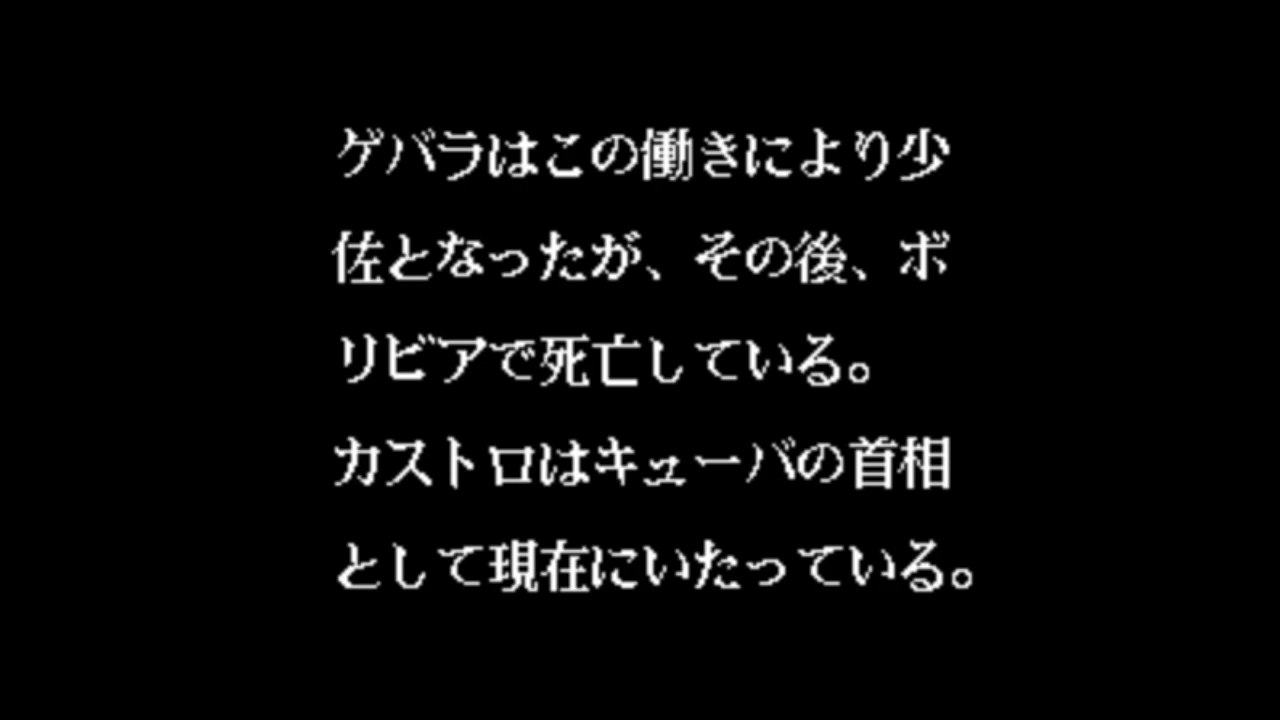 ゲバラはこの働きにより少
佐となったが、その後、ボ
リビアで死亡している。
カストロはキューバの首相
として現在にいたっている。